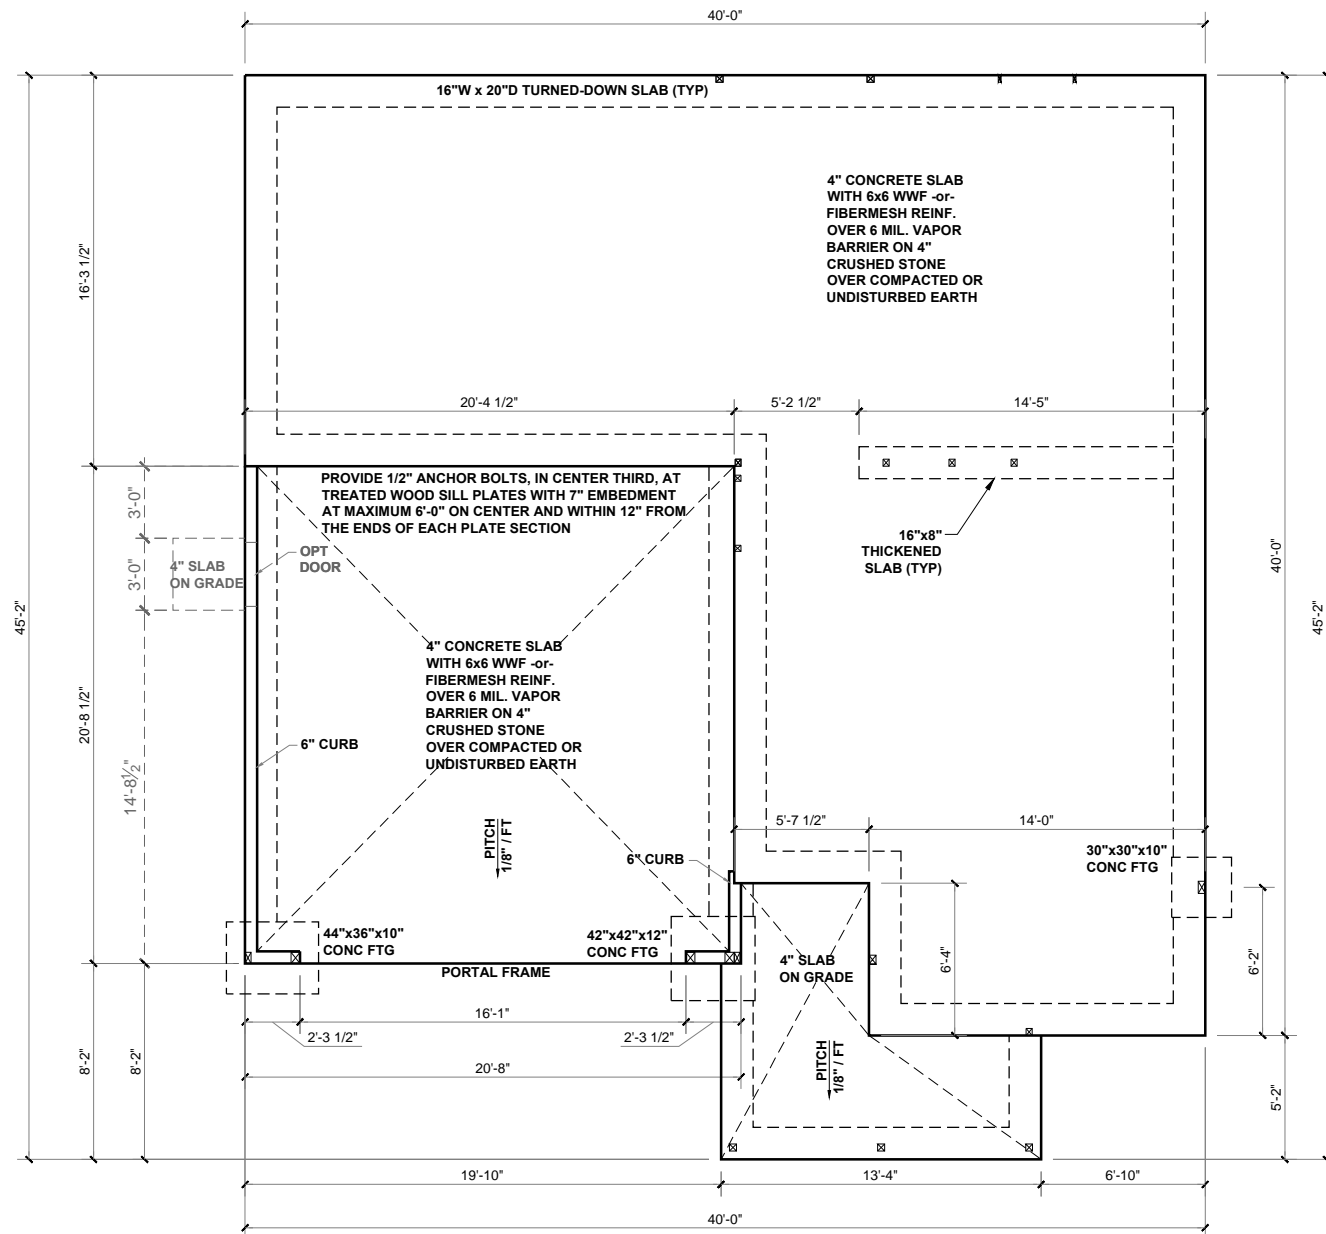 40'-0"
16"W x 20"D TURNED-DOWN SLAB (TYP)
4" CONCRETE SLAB
WITH 6x6 WWF -or-
FIBERMESH REINF.
OVER 6 MIL. VAPOR
BARRIER ON 4"
CRUSHED STONE
OVER COMPACTED OR
UNDISTURBED EARTH
16'-3 1/2"
20'-4 1/2"
5'-2 1/2"
14'-5"
PROVIDE 1/2" ANCHOR BOLTS, IN CENTER THIRD, AT
TREATED WOOD SILL PLATES WITH 7" EMBEDMENT
AT MAXIMUM 6'-0" ON CENTER AND WITHIN 12" FROM
THE ENDS OF EACH PLATE SECTION
3'-0"
3'-0"
4" SLAB
ON GRADE
OPT
DOOR
16"x8"
THICKENED
SLAB (TYP)
40'-0"
45'-2"
45'-2"
4" CONCRETE SLAB
WITH 6x6 WWF -or-
FIBERMESH REINF.
OVER 6 MIL. VAPOR
BARRIER ON 4"
CRUSHED STONE
OVER COMPACTED OR
UNDISTURBED EARTH
20'-8 1/2"
6" CURB
14'-8½"
PITCH
1/8" / FT
5'-7 1/2"
14'-0"
6" CURB
30"x30"x10"
CONC FTG
44"x36"x10"
CONC FTG
42"x42"x12"
CONC FTG
PORTAL FRAME
4" SLAB
ON GRADE
6'-4"
6'-2"
16'-1"
2'-3 1/2"
2'-3 1/2"
20'-8"
8'-2"
8'-2"
PITCH
1/8" / FT
5'-2"
19'-10"
13'-4"
6'-10"
40'-0"